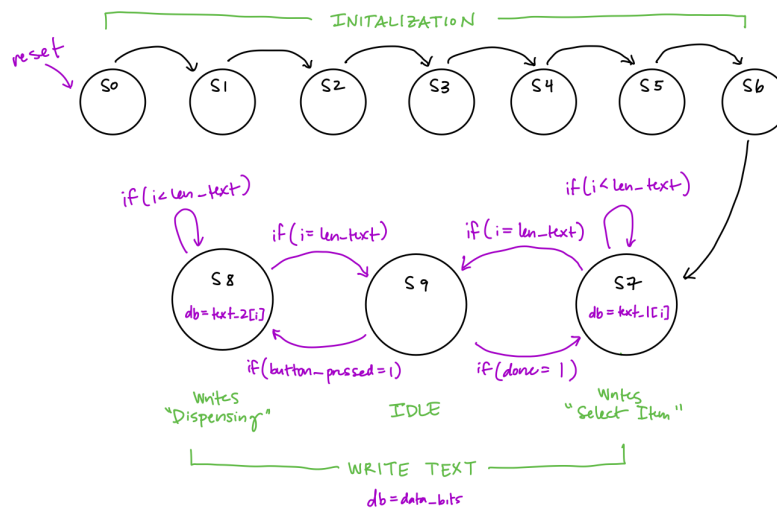 INITALIZATION
reset
S0 S1 S2 S3 S4 S5 S6
if(i<len_text)
if(i<len_text)
if(i=len_text)
if(i=len_text)
S8
S9
S7
db=text_2[i]
db=text_1[i]
if(button_pressed=1)
if(done=1)
Writes
"Dispensing"
IDLE
Writes
"Select Item"
WRITE TEXT
db=data_bits